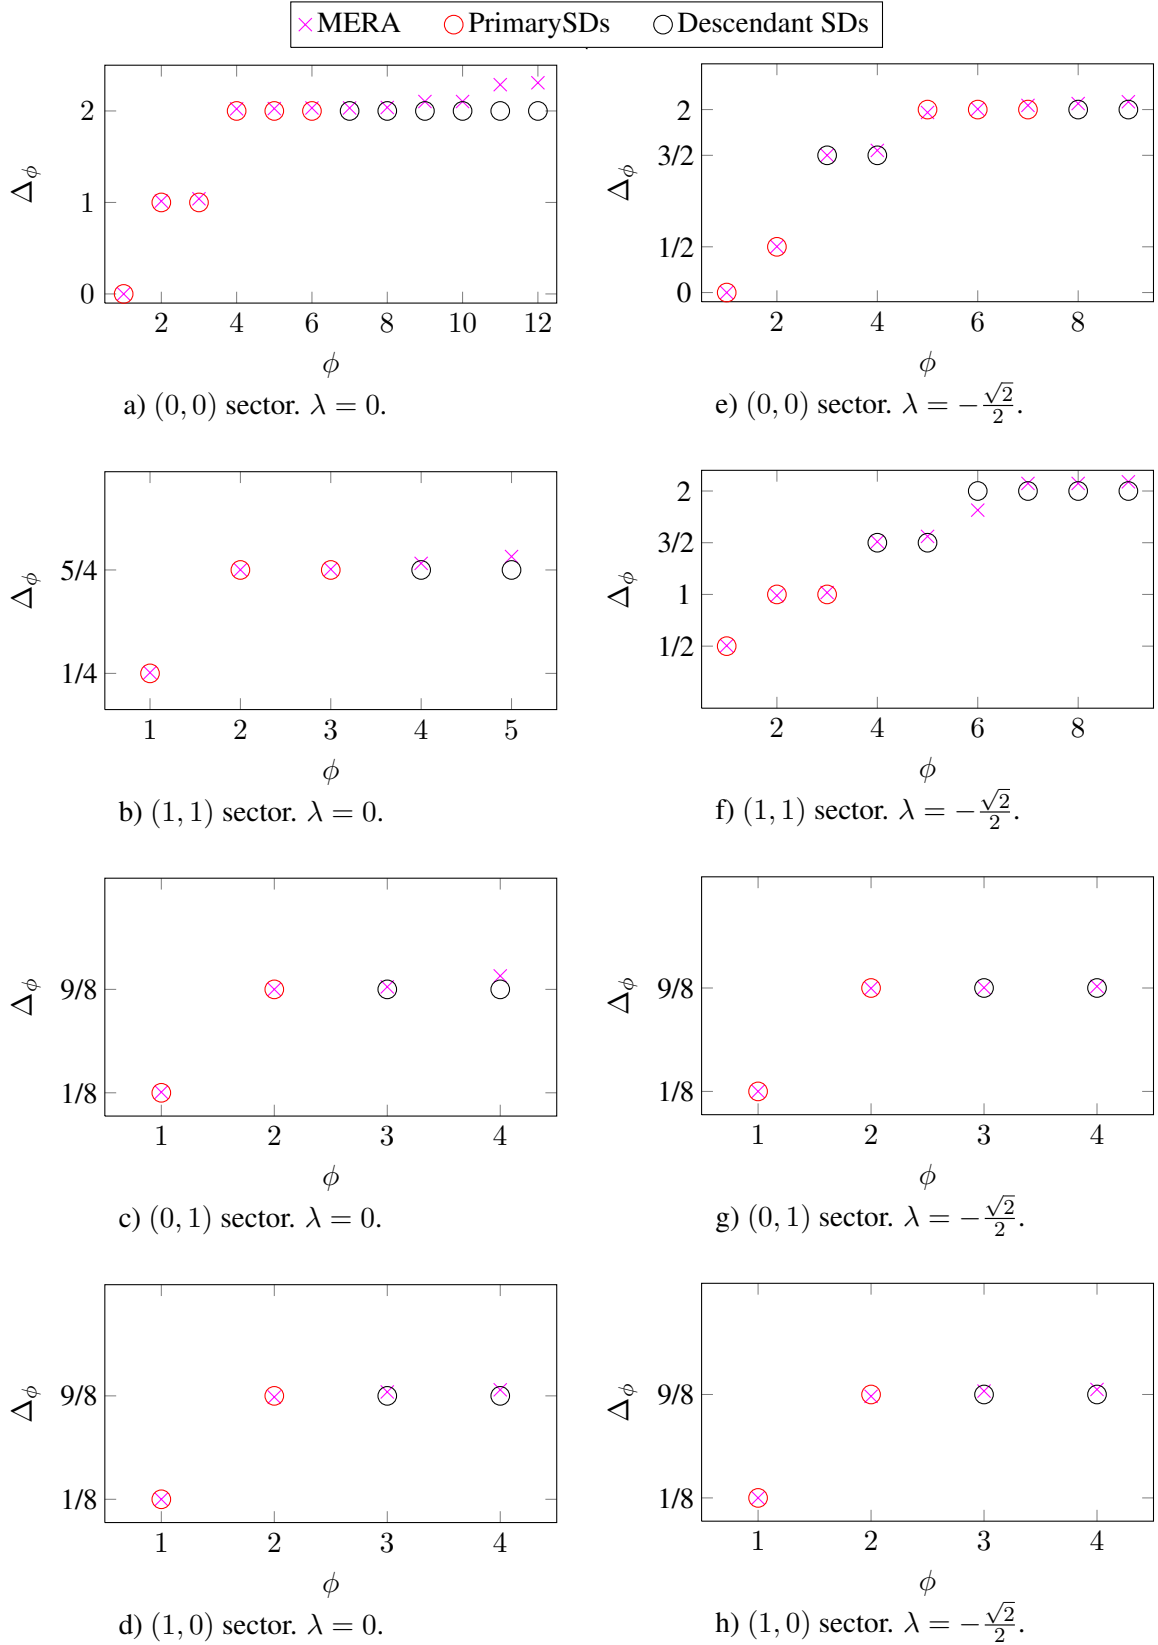 MERA PrimarySDs Descendant SDs
2
1
0
Δϕ
2 4 6 8 10 12
ϕ
a) (0, 0) sector. λ = 0.
2
3/2
1/2
0
Δϕ
2 4 6 8
ϕ
e) (0, 0) sector. λ = −√2/2.
5/4
1/4
Δϕ
1 2 3 4 5
ϕ
b) (1, 1) sector. λ = 0.
2
3/2
1
1/2
Δϕ
2 4 6 8
ϕ
f) (1, 1) sector. λ = −√2/2.
9/8
1/8
Δϕ
1 2 3 4
ϕ
c) (0, 1) sector. λ = 0.
9/8
1/8
Δϕ
1 2 3 4
ϕ
g) (0, 1) sector. λ = −√2/2.
9/8
1/8
Δϕ
1 2 3 4
ϕ
d) (1, 0) sector. λ = 0.
9/8
1/8
Δϕ
1 2 3 4
ϕ
h) (1, 0) sector. λ = −√2/2.